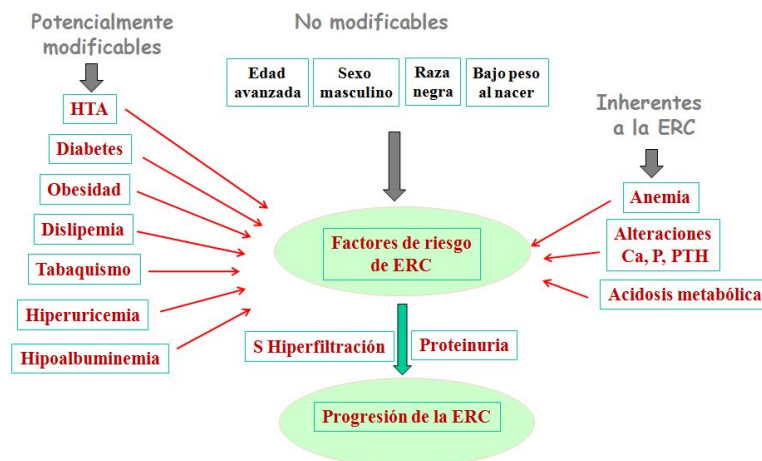 Potencialmente
modificables
HTA
Diabetes
Obesidad
Dislipemia
Tabaquismo
Hiperuricemia
Hipoalbuminemia
No modificables
Edad
avanzada
Sexo
masculino
Raza
negra
Bajo peso
al nacer
Inherentes
a la ERC
Anemia
Alteraciones
Ca, P, PTH
Acidosis metabólica
Factores de riesgo
de ERC
S Hiperfiltración
Proteinuria
Progresión de la ERC